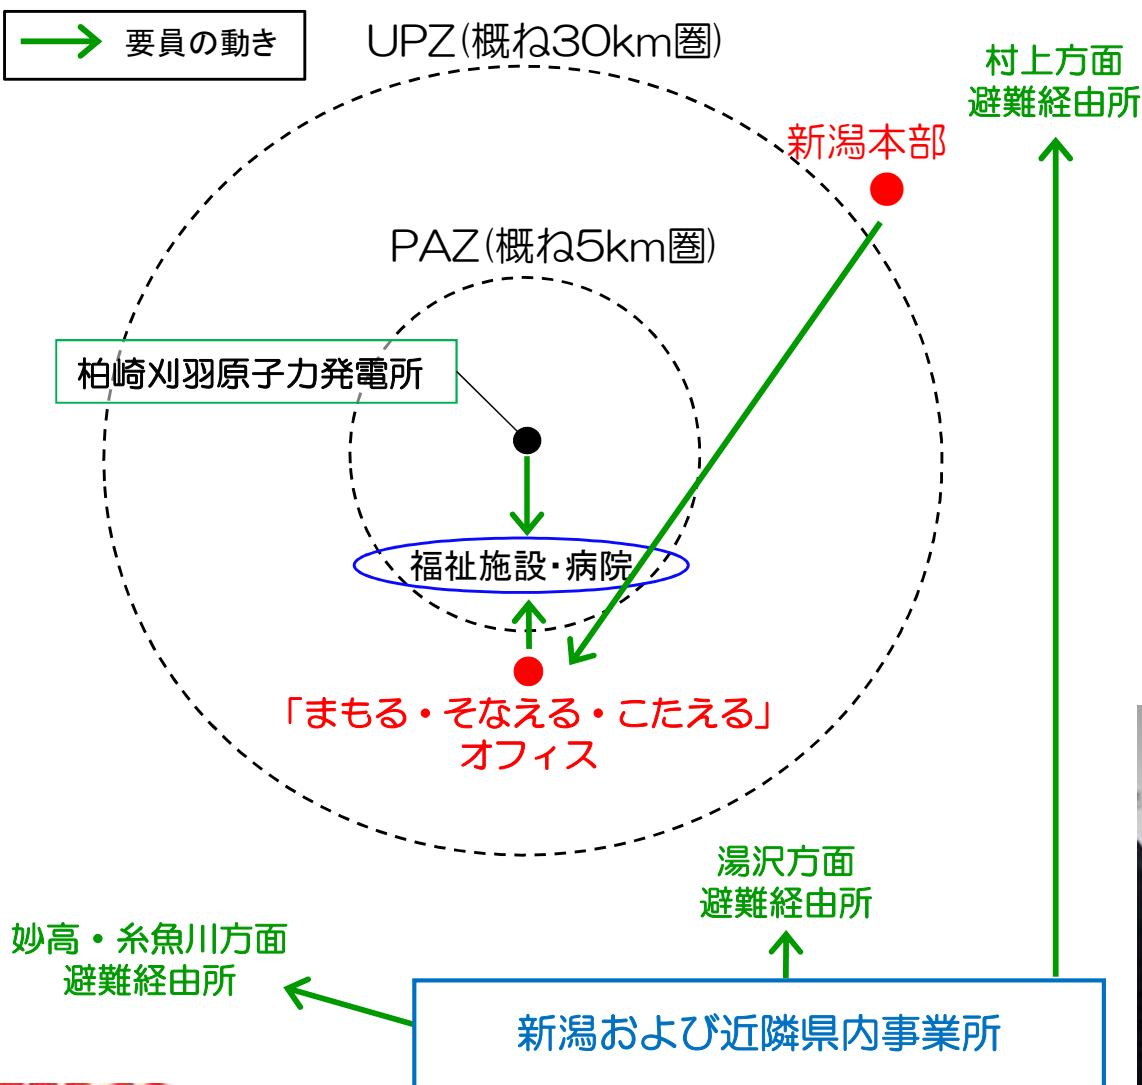 要員の動き
UPZ(概ね30km圏)
村上方面
避難経由所
新潟本部
PAZ(概ね5km圏)
柏崎刈羽原子力発電所
福祉施設・病院
「まもる・そなえる・こたえる」
オフィス
湯沢方面
避難経由所
妙高・糸魚川方面
避難経由所
新潟および近隣県内事業所